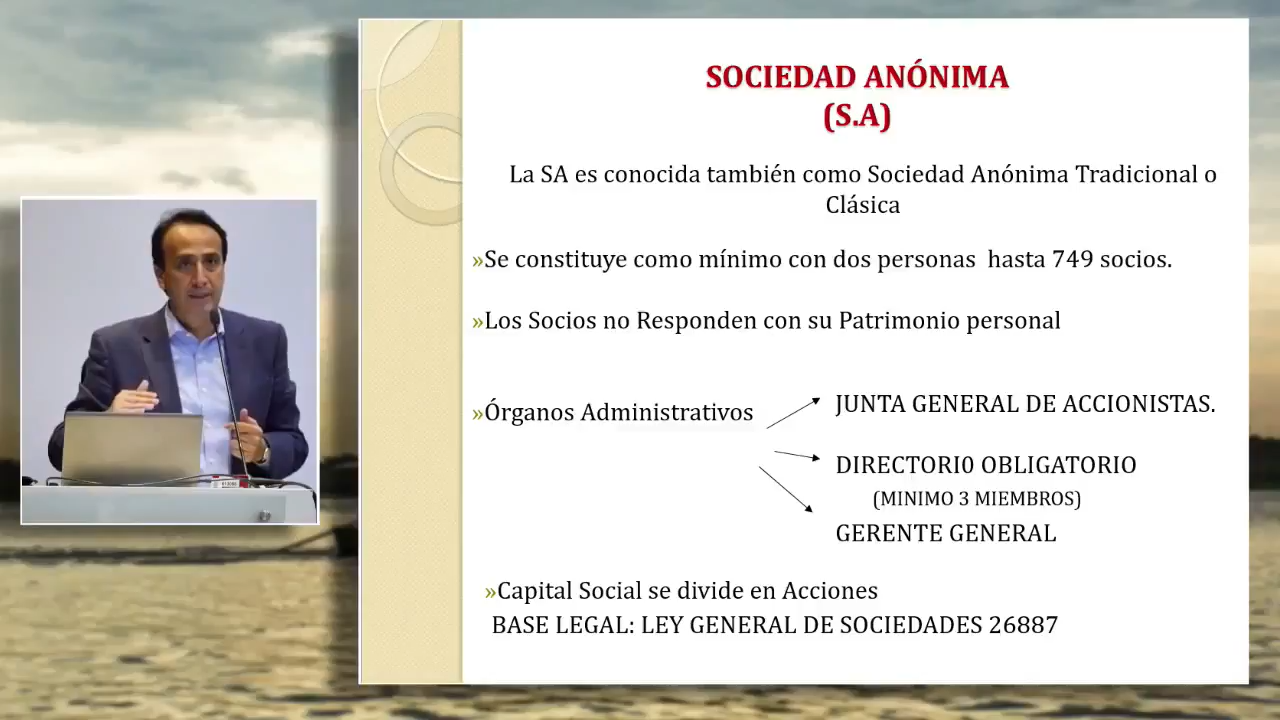 SOCIEDAD ANÓNIMA
(S.A)
La SA es conocida también como Sociedad Anónima Tradicional o
Clásica
»Se constituye como mínimo con dos personas hasta 749 socios.
»Los Socios no Responden con su Patrimonio personal
»Órganos Administrativos
JUNTA GENERAL DE ACCIONISTAS.
DIRECTORI0 OBLIGATORIO
(MINIMO 3 MIEMBROS)
GERENTE GENERAL
»Capital Social se divide en Acciones
BASE LEGAL: LEY GENERAL DE SOCIEDADES 26887